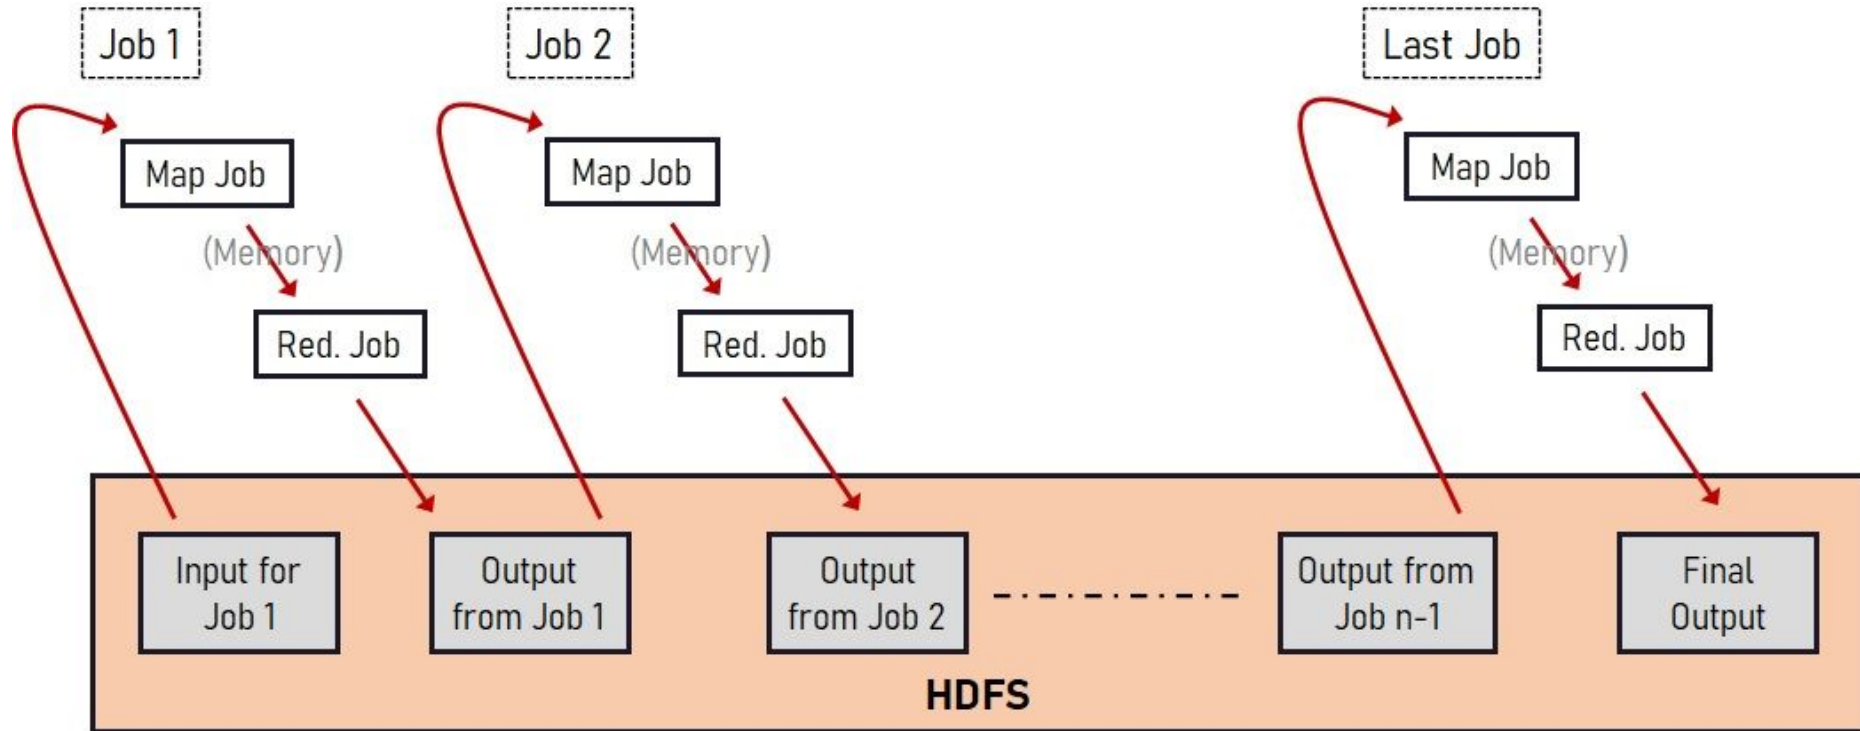 Job 1
Job 2
Last Job
Map Job
Map Job
Map Job
(Memory)
(Memory)
(Memory)
Red. Job
Red. Job
Red. Job
Input for
Job 1
Output
from Job 1
Output
from Job 2
Output from
Job n-1
Final
Output
HDFS